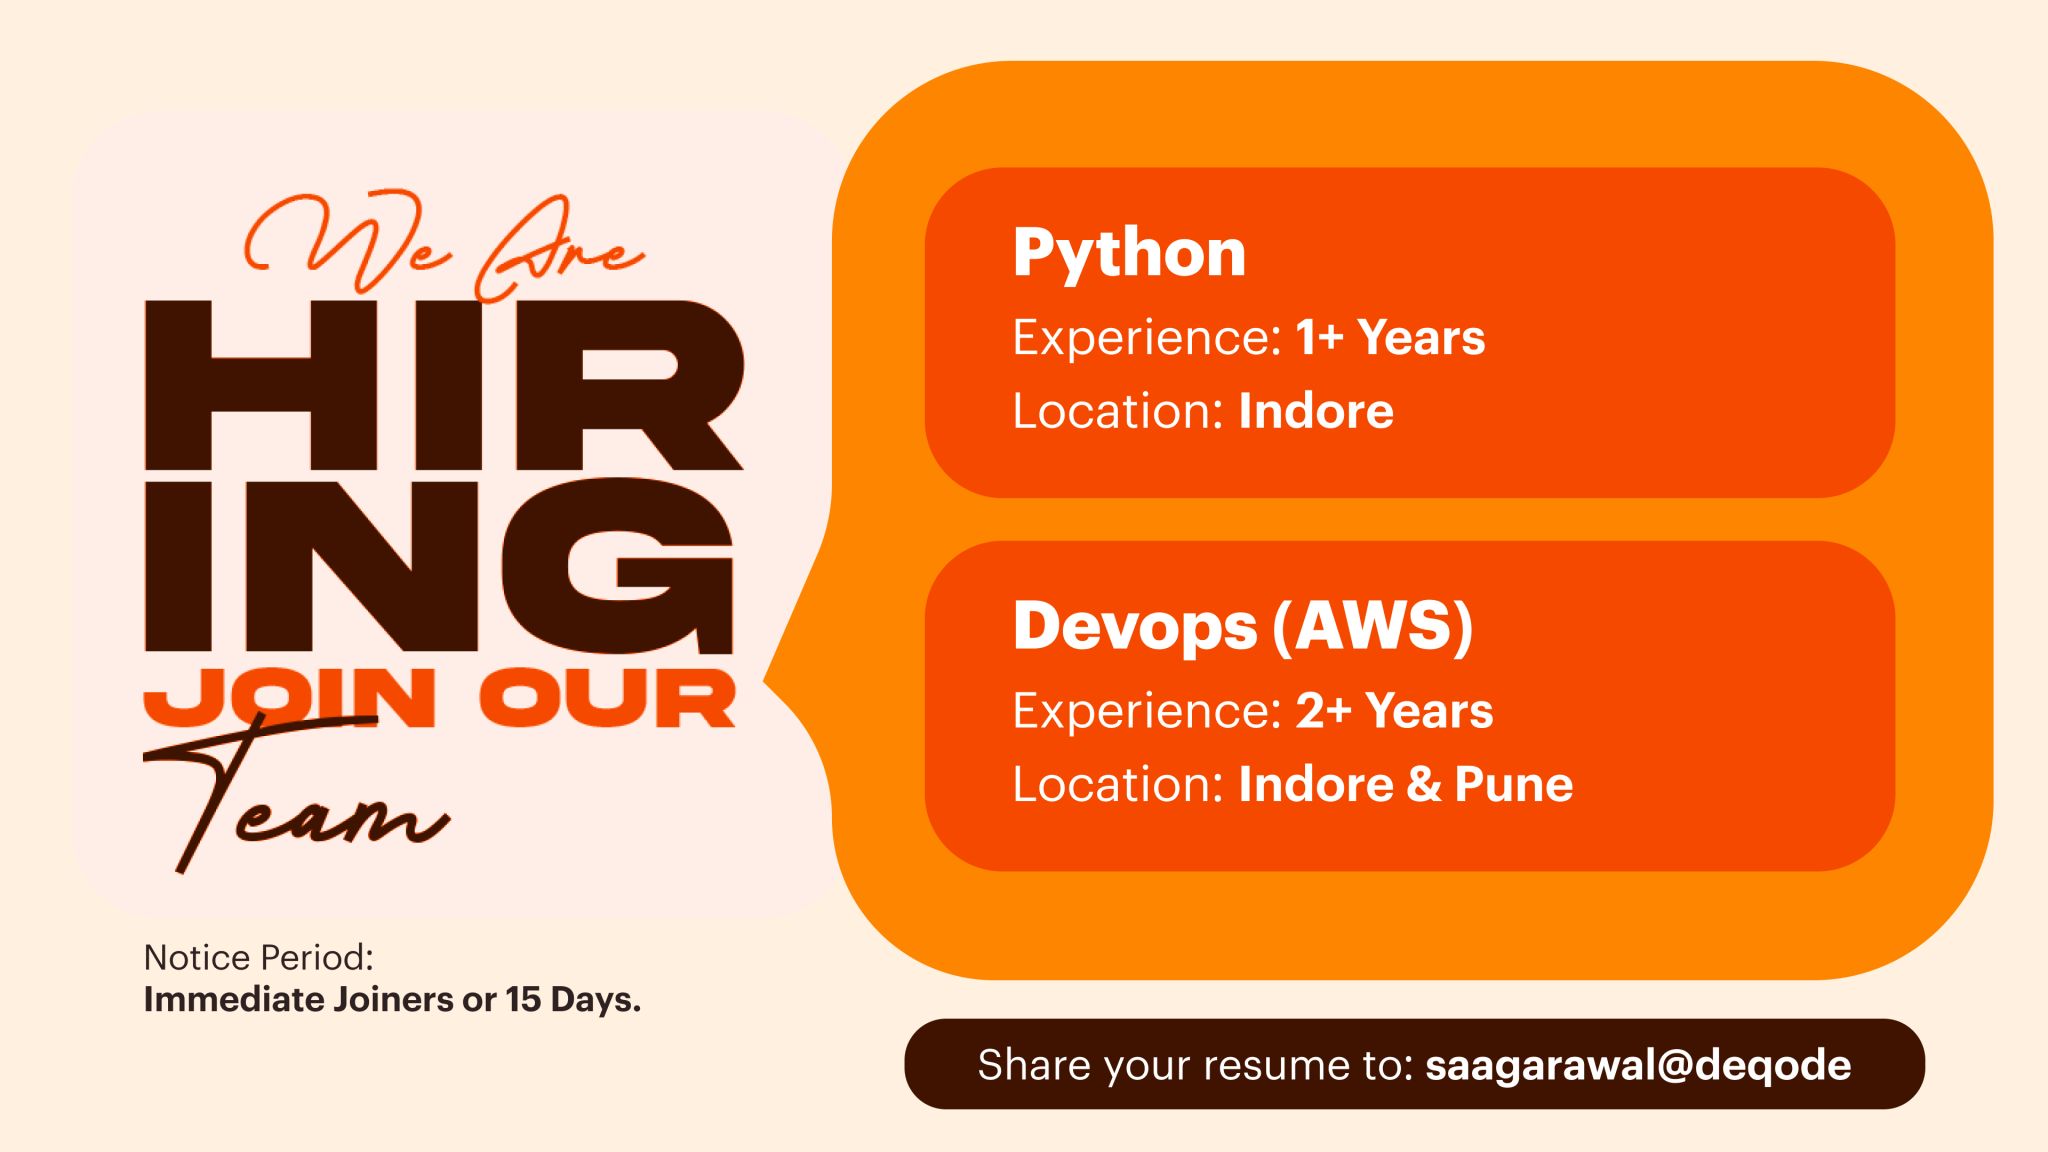 We Are
HIR
ING
JOIN OUR
Team
Notice Period:
Immediate Joiners or 15 Days.
Python
Experience: 1+ Years
Location: Indore
Devops (AWS)
Experience: 2+ Years
Location: Indore & Pune
Share your resume to: saagarawal@deqode